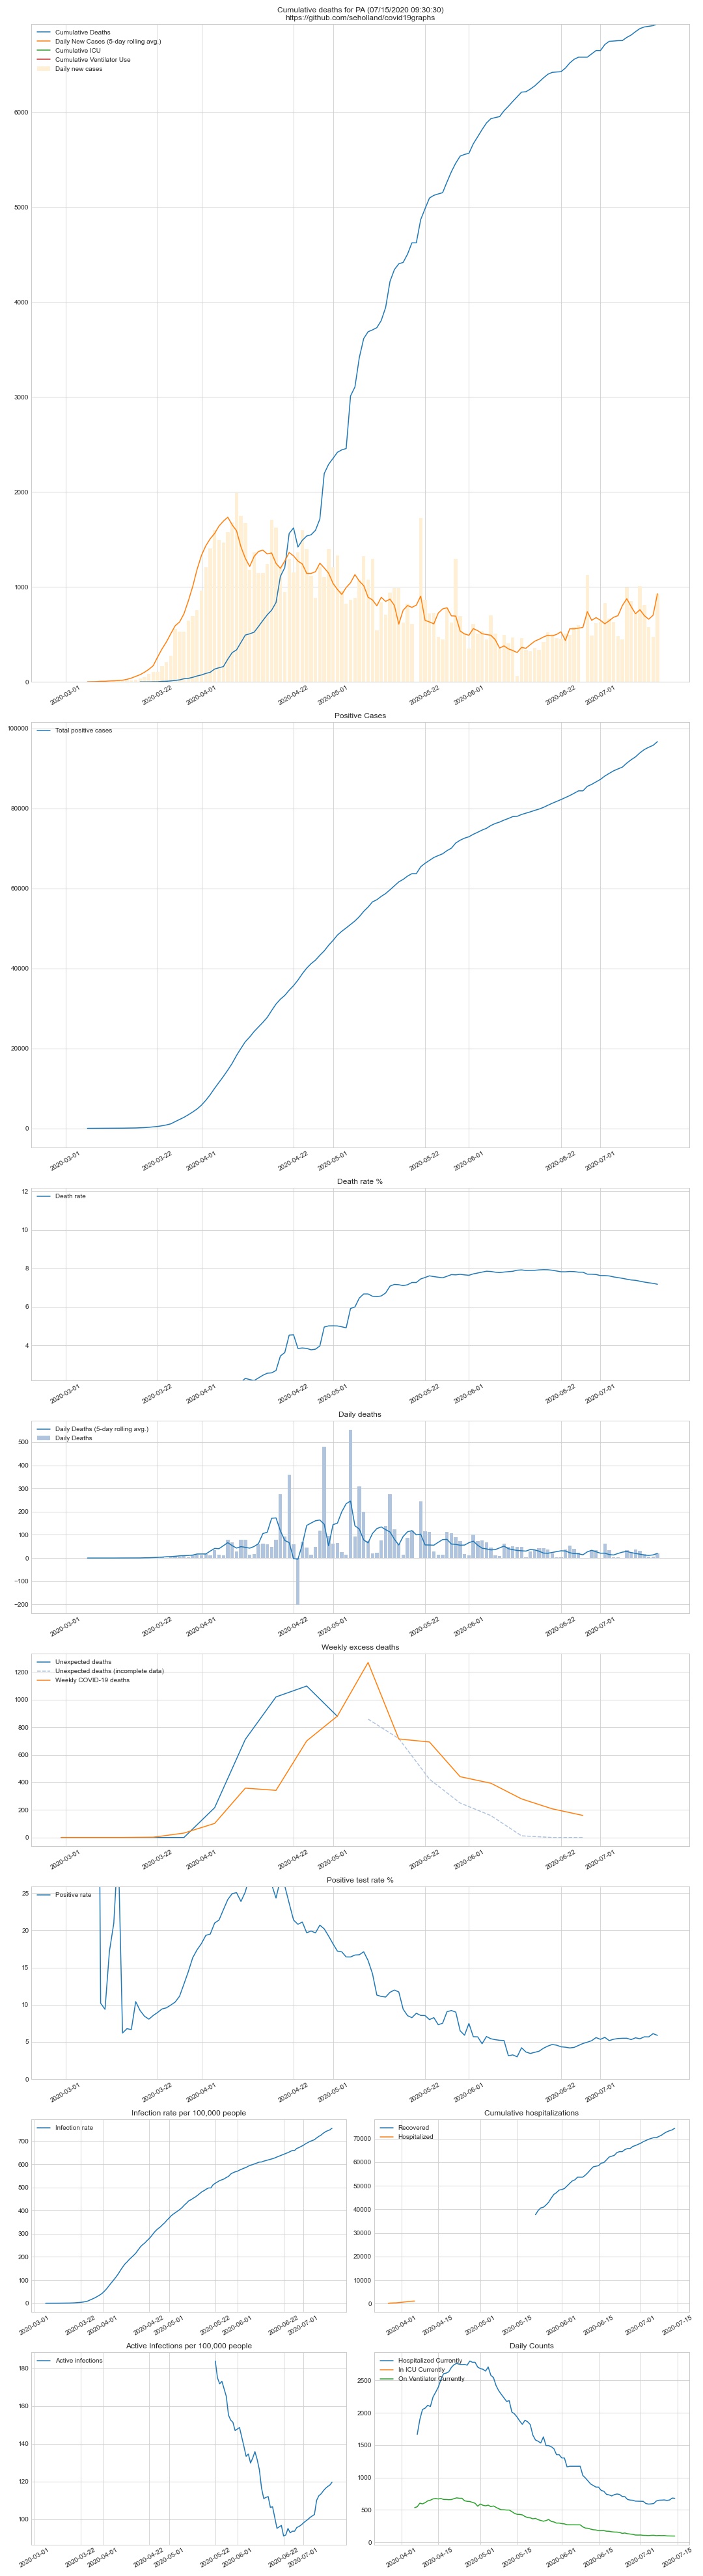 Cumulative deaths for PA (07/15/2020 09:30:30)
https://github.com/seholland/covid19graphs
Cumulative Deaths
Daily New Cases (5-day rolling avg.)
Cumulative ICU
Cumulative Ventilator Use
Daily new cases
6000
5000
4000
3000
2000
1000
0
2020-03-01 2020-03-22 2020-04-01 2020-04-22 2020-05-01 2020-05-22 2020-06-01 2020-06-22 2020-07-01
Positive Cases
Total positive cases
100000
80000
60000
40000
20000
0
2020-03-01 2020-03-22 2020-04-01 2020-04-22 2020-05-01 2020-05-22 2020-06-01 2020-06-22 2020-07-01
Death rate %
Death rate
12
10
8
6
4
2020-03-01 2020-03-22 2020-04-01 2020-04-22 2020-05-01 2020-05-22 2020-06-01 2020-06-22 2020-07-01
Daily deaths
Daily Deaths (5-day rolling avg.)
Daily Deaths
500
400
300
200
100
0
−100
−200
2020-03-01 2020-03-22 2020-04-01 2020-04-22 2020-05-01 2020-05-22 2020-06-01 2020-06-22 2020-07-01
Weekly excess deaths
Unexpected deaths
Unexpected deaths (incomplete data)
Weekly COVID-19 deaths
1200
1000
800
600
400
200
0
2020-03-01 2020-03-22 2020-04-01 2020-04-22 2020-05-01 2020-05-22 2020-06-01 2020-06-22 2020-07-01
Positive test rate %
Positive rate
25
20
15
10
5
0
2020-03-01 2020-03-22 2020-04-01 2020-04-22 2020-05-01 2020-05-22 2020-06-01 2020-06-22 2020-07-01
Infection rate per 100,000 people
Infection rate
700
600
500
400
300
200
100
0
2020-03-01 2020-03-22 2020-04-01 2020-04-22 2020-05-01 2020-05-22 2020-06-01 2020-06-22 2020-07-01
Cumulative hospitalizations
Recovered
Hospitalized
70000
60000
50000
40000
30000
20000
10000
0
2020-04-01 2020-04-15 2020-05-01 2020-05-15 2020-06-01 2020-06-15 2020-07-01 2020-07-15
Active Infections per 100,000 people
Active infections
180
160
140
120
100
2020-03-01 2020-03-22 2020-04-01 2020-04-22 2020-05-01 2020-05-22 2020-06-01 2020-06-22 2020-07-01
Daily Counts
Hospitalized Currently
In ICU Currently
On Ventilator Currently
2500
2000
1500
1000
500
0
2020-04-01 2020-04-15 2020-05-01 2020-05-15 2020-06-01 2020-06-15 2020-07-01 2020-07-15